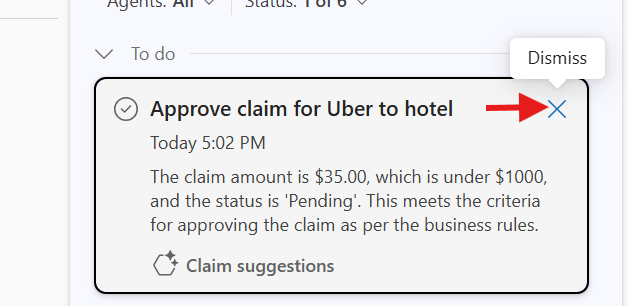 Agents: All Status: 1 of 6
To do
Dismiss
Approve claim for Uber to hotel
Today 5:02 PM
The claim amount is $35.00, which is under $1000,
and the status is 'Pending'. This meets the criteria
for approving the claim as per the business rules.
Claim suggestions